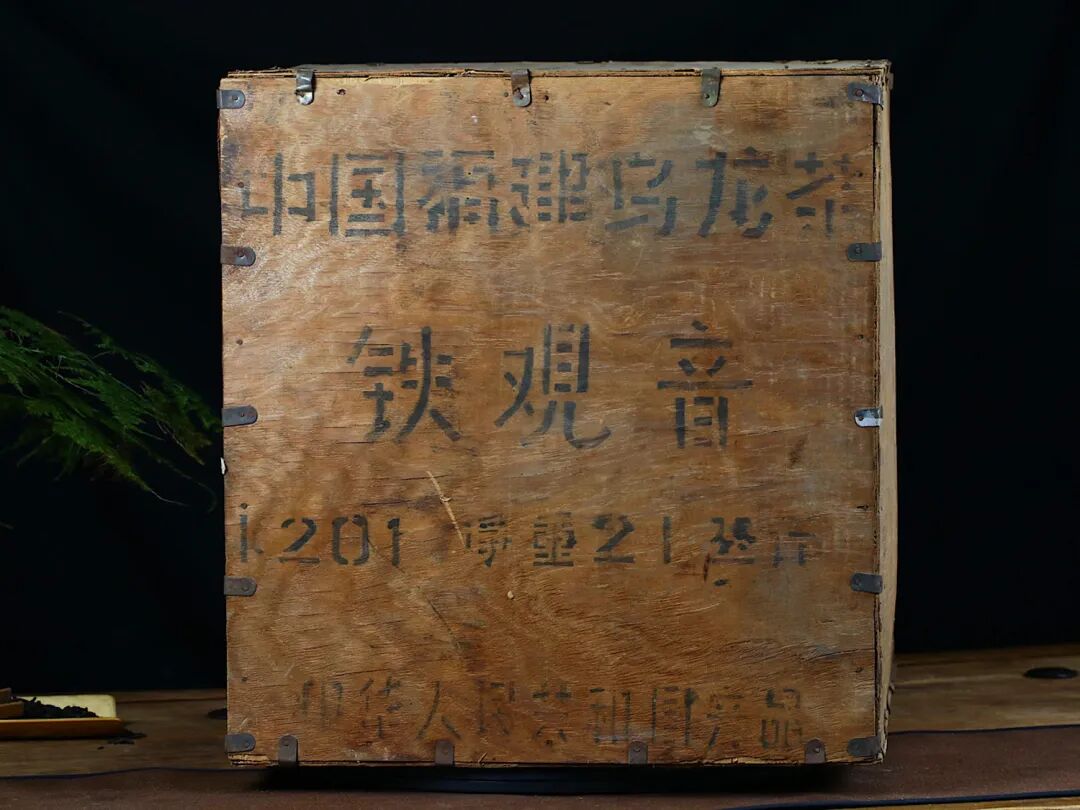 中国福建乌龙茶
铁观音
k201 净重21公斤
中华人民共和国产品